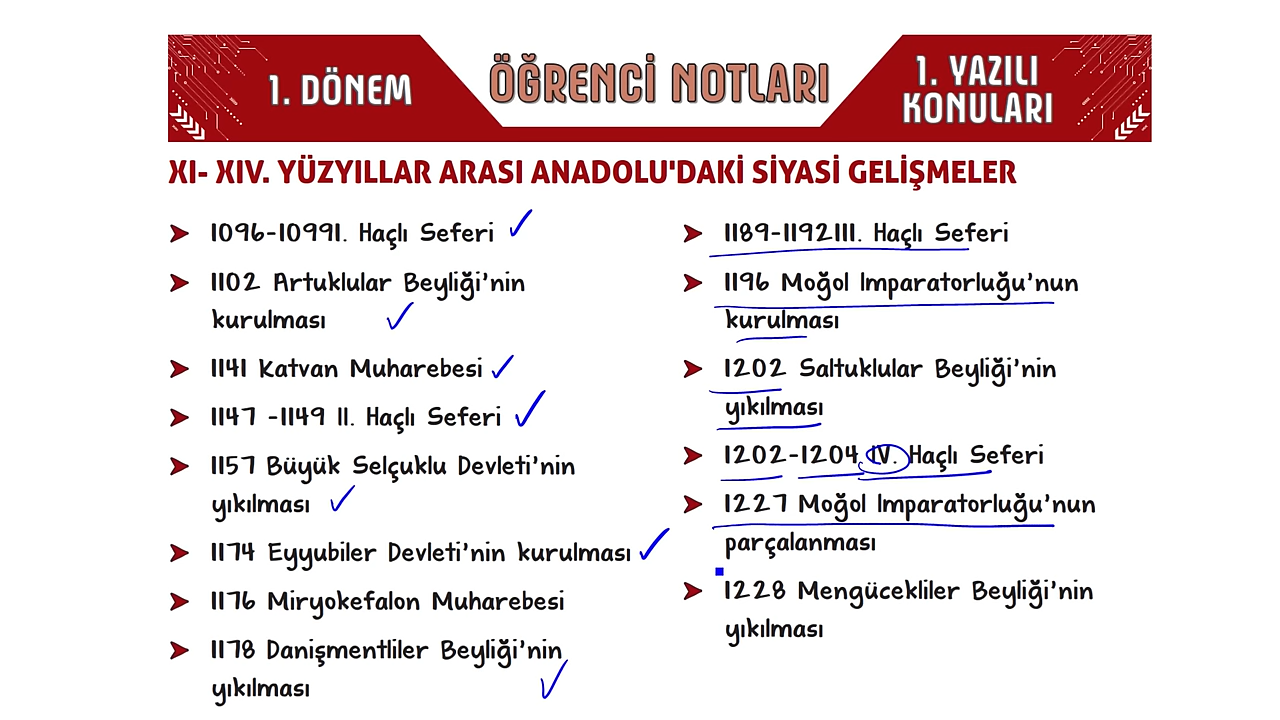 1. DÖNEM
ÖĞRENCİ NOTLARI
1. YAZILI
KONULARI
XI- XIV. YÜZYILLAR ARASI ANADOLU'DAKİ SİYASİ GELİŞMELER
1096-1099I. Haçlı Seferi
1102 Artuklular Beyliği'nin
kurulması
1141 Katvan Muharebesi
1147 -1149 II. Haçlı Seferi
1157 Büyük Selçuklu Devleti'nin
yıkılması
1174 Eyyubiler Devleti'nin kurulması
1176 Miryokefalon Muharebesi
1178 Danişmentliler Beyliği'nin
yıkılması
1189-1192III. Haçlı Seferi
1196 Moğol Imparatorluğu'nun
kurulması
1202 Saltuklular Beyliği'nin
yıkılması
1202-1204 IV. Haçlı Seferi
1227 Moğol Imparatorluğu'nun
parçalanması
1228 Mengücekliler Beyliği'nin
yıkılması